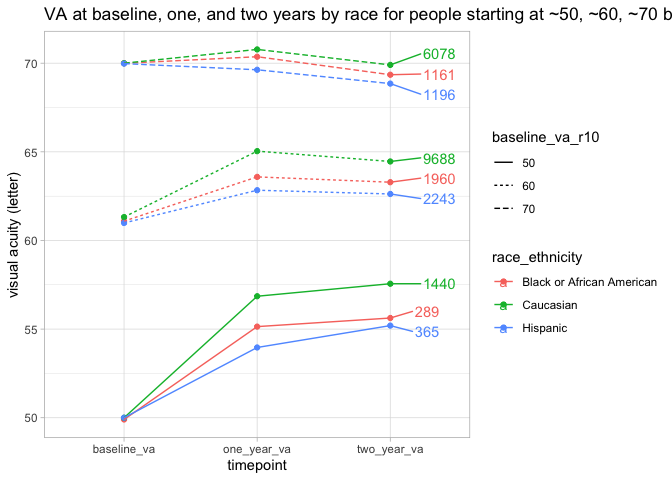 VA at baseline, one, and two years by race for people starting at ~50, ~60, ~70 b
visual acuity (letter)
70
65
60
55
50
6078
1161
1196
9688
1960
2243
1440
289
365
baseline_va
one_year_va
two_year_va
timepoint
baseline_va_r10
50
60
70
race_ethnicity
Black or African American
Caucasian
Hispanic